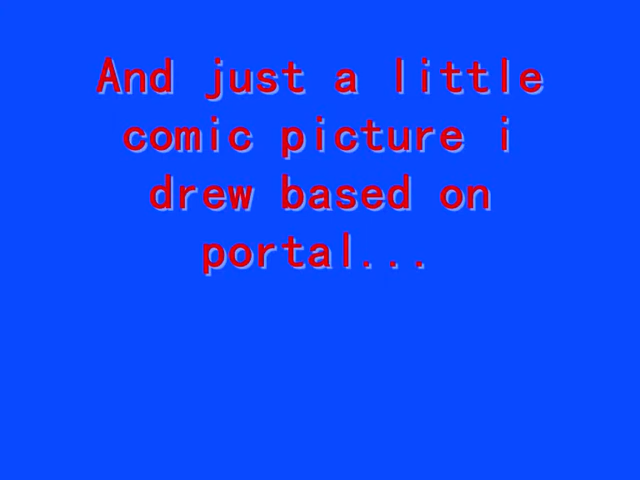 And just a little
comic picture i
drew based on
portal...